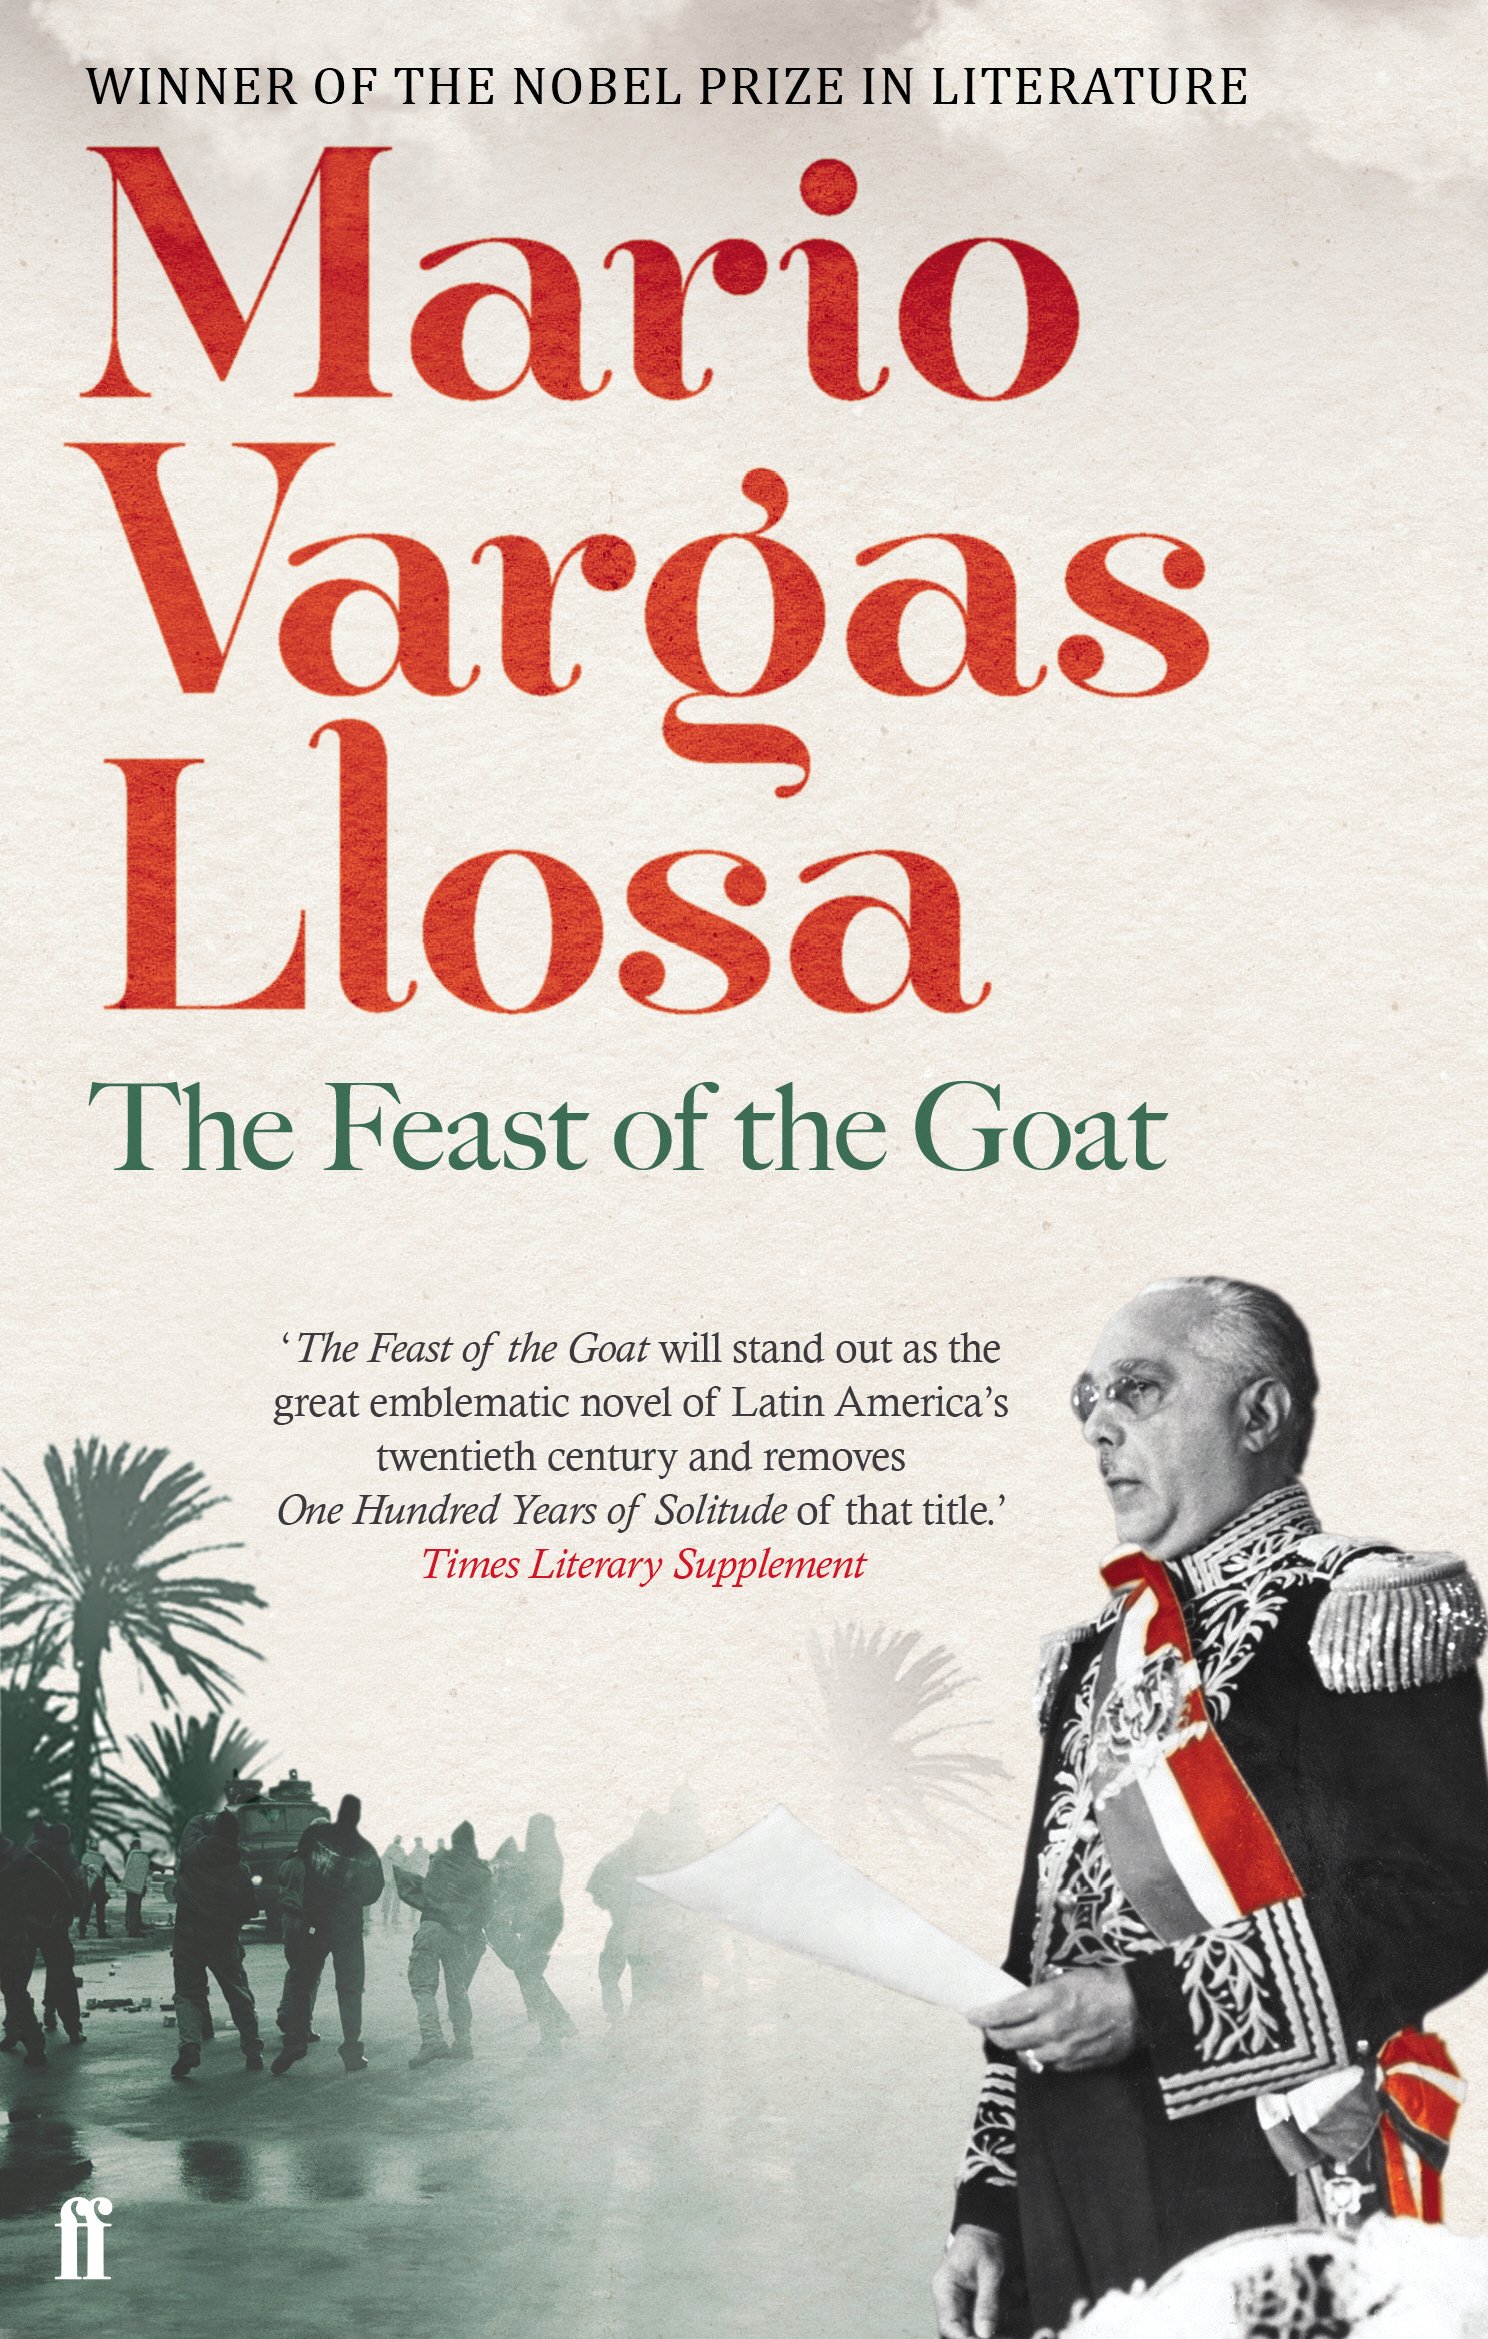 WINNER OF THE NOBEL PRIZE IN LITERATURE
Mario
Vargas
Llosa
The Feast of the Goat
‘The Feast of the Goat will stand out as the
great emblematic novel of Latin America’s
twentieth century and removes
One Hundred Years of Solitude of that title.’
Times Literary Supplement
ff